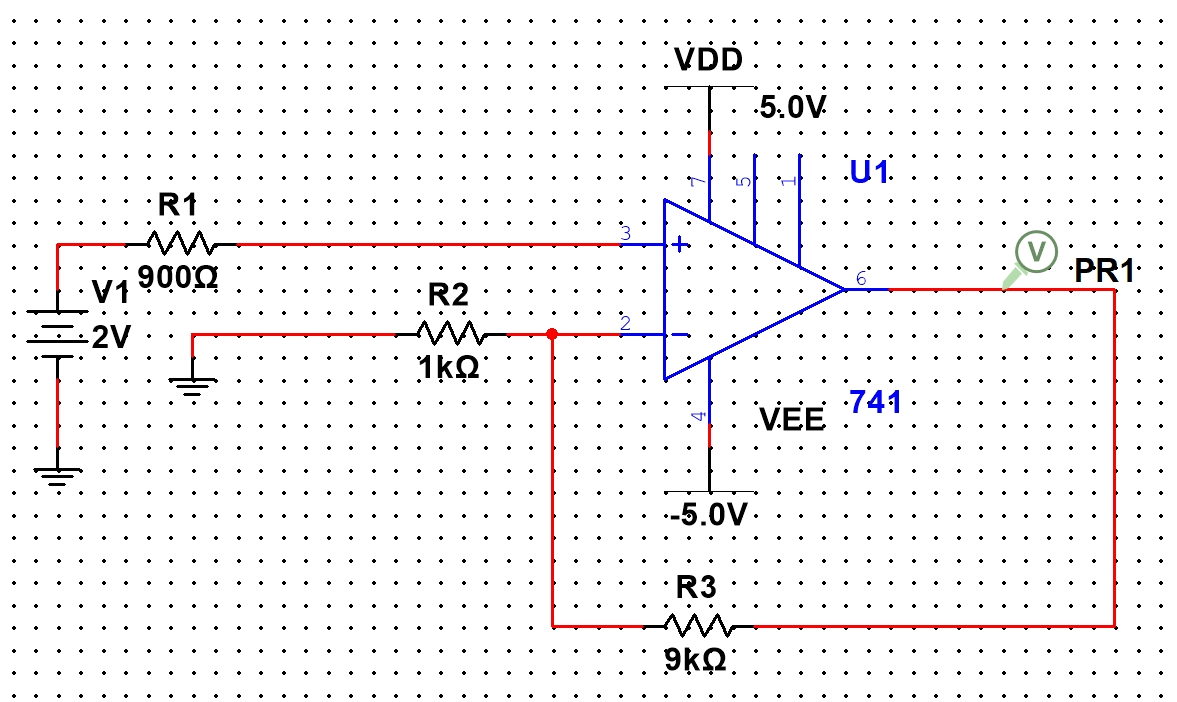 VDD
5.0V
7
5
1
U1
R1
900Ω
3
+
V
PR1
6
V1
2V
R2
1kΩ
2
−
4
VEE
741
-5.0V
R3
9kΩ